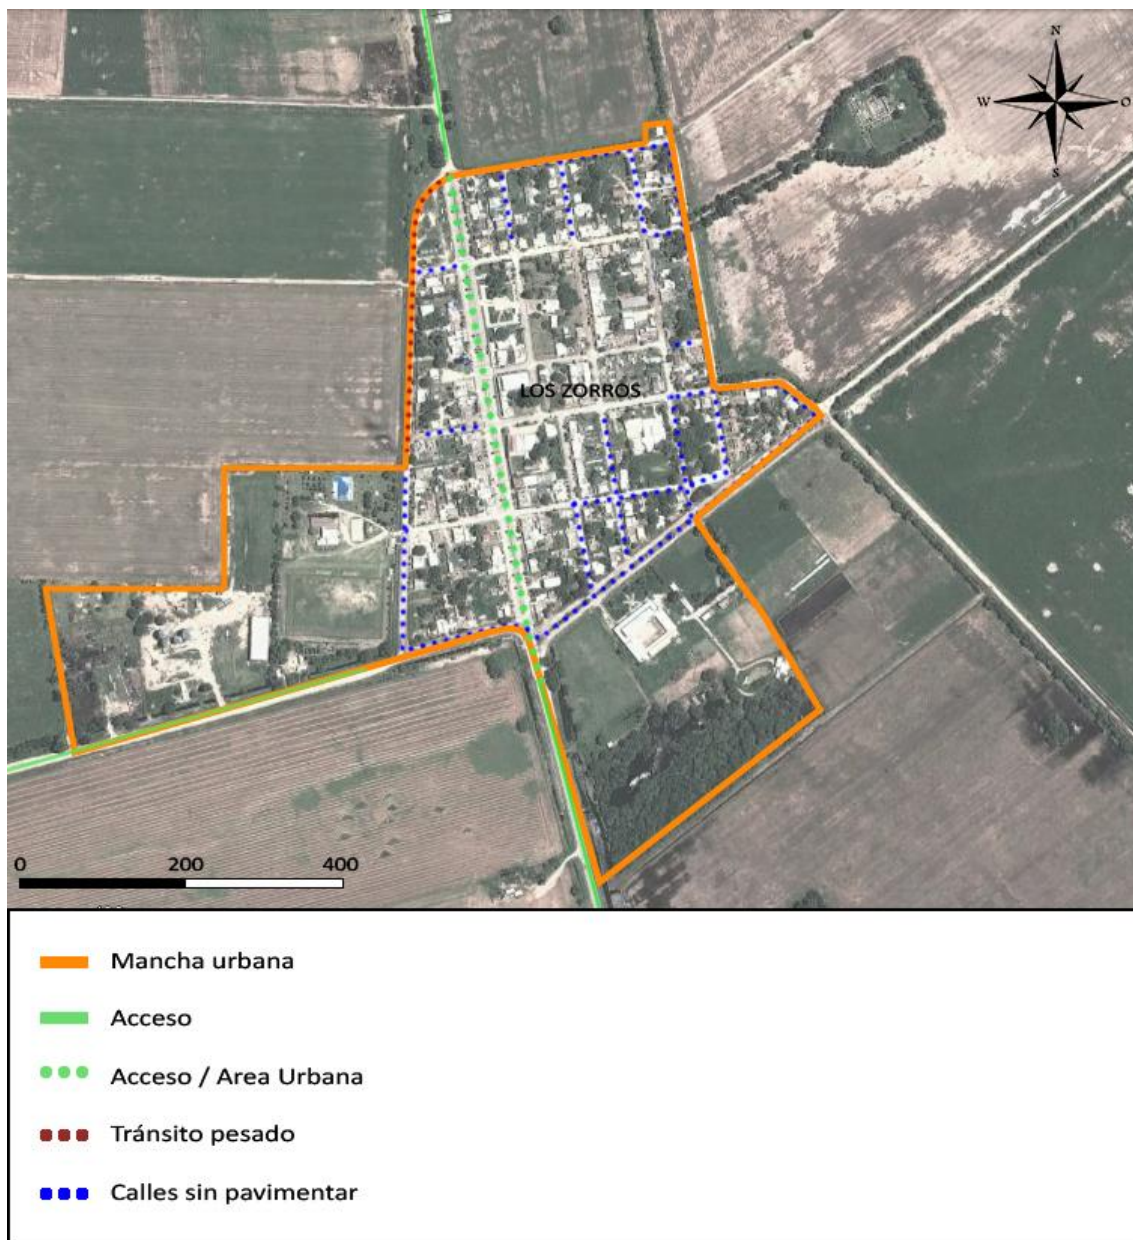 N
W O
S
LOS ZORROS
0 200 400
Mancha urbana
Acceso
Acceso / Area Urbana
Tránsito pesado
Calles sin pavimentar